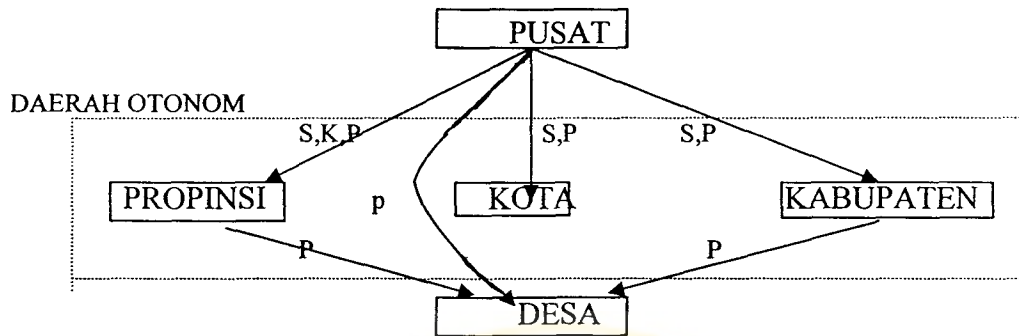 PUSAT
DAERAH OTONOM
S,K,P
S,P
S,P
PROPINSI
p
KOTA
KABUPATEN
P
P
DESA